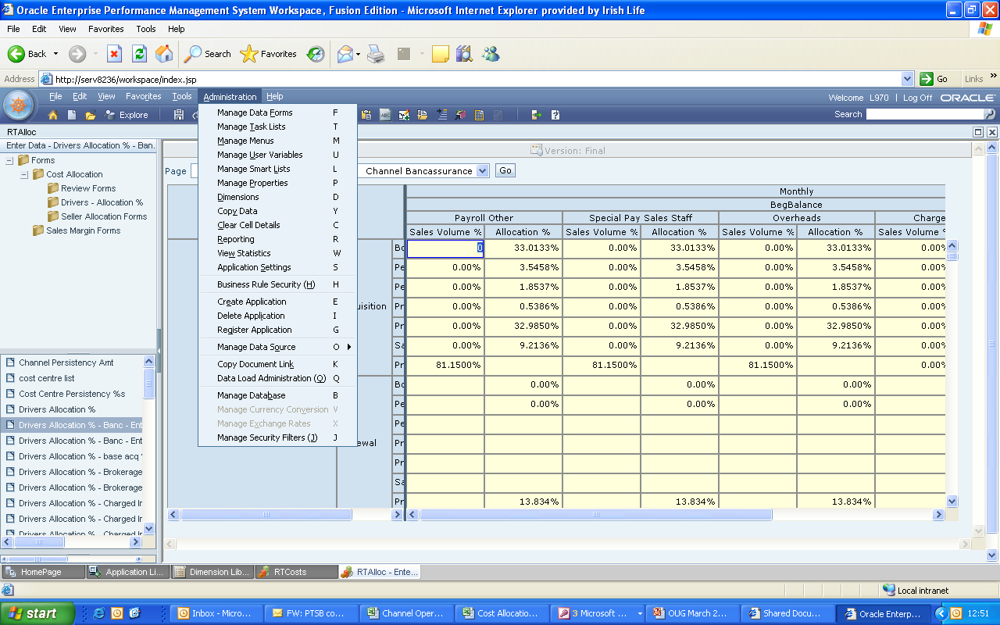 Oracle Enterprise Performance Management System Workspace, Fusion Edition - Microsoft Internet Explorer provided by Irish Life
File Edit View Favorites Tools Help
Back Search Favorites
Address http://serv8236/workspace/index.jsp Go Links »
File Edit View Favorites Tools Administration Help Welcome L970 | Log Off ORACLE
Explore Search
RTAlloc
Enter Data - Drivers Allocation % - Ban.
Forms
Cost Allocation
Review Forms
Drivers - Allocation %
Seller Allocation Forms
Sales Margin Forms
Channel Persistency Amt
cost centre list
Cost Centre Persistency %s
Drivers Allocation %
Drivers Allocation % - Banc - Ent
Drivers Allocation % - Banc - Ent
Drivers Allocation % - base acq
Drivers Allocation % - Brokerage
Drivers Allocation % - Brokerage
Drivers Allocation % - Charged Ir
Drivers Allocation % - Charged Ir
Drivers Allocation % - Charged Ir
Manage Data Forms F
Manage Task Lists T
Manage Menus M
Manage User Variables U
Manage Smart Lists L
Manage Properties P
Dimensions D
Copy Data Y
Clear Cell Details C
Reporting R
View Statistics W
Application Settings S
Business Rule Security (H) H
Create Application E
Delete Application I
Register Application G
Manage Data Source O
Copy Document Link K
Data Load Administration (Q) Q
Manage Database B
Manage Currency Conversion V
Manage Exchange Rates X
Manage Security Filters (J) J
Version: Final
Page Channel Bancassurance Go
Monthly
BegBalance
Payroll Other Special Pay Sales Staff Overheads Charge
Sales Volume % Allocation % Sales Volume % Allocation % Sales Volume % Allocation % Sales Volume %
Bo 0 33.0133% 0.00% 33.0133% 0.00% 33.0133% 0.00%
Pe 0.00% 3.5458% 0.00% 3.5458% 0.00% 3.5458% 0.00%
Pe 0.00% 1.8537% 0.00% 1.8537% 0.00% 1.8537% 0.00%
uisition Pr 0.00% 0.5386% 0.00% 0.5386% 0.00% 0.5386% 0.00%
Pr 0.00% 32.9850% 0.00% 32.9850% 0.00% 32.9850% 0.00%
Sa 0.00% 9.2136% 0.00% 9.2136% 0.00% 9.2136% 0.00%
Pr 81.1500% 81.1500% 81.1500% 0.00%
Bo 0.00% 0.00% 0.00%
Pe 0.00% 0.00% 0.00%
Pe
ewal Pr
Pr
Sa
Pr 13.834% 13.834% 13.834%
HomePage Application Li... Dimension Lib... RTCosts RTAlloc - Ente...
Local intranet
start Inbox - Micro... FW: PTSB co... Channel Oper... Cost Allocatio... 3 Microsoft ... OUG March 2... Shared Docu... Oracle Enterp... 12:51